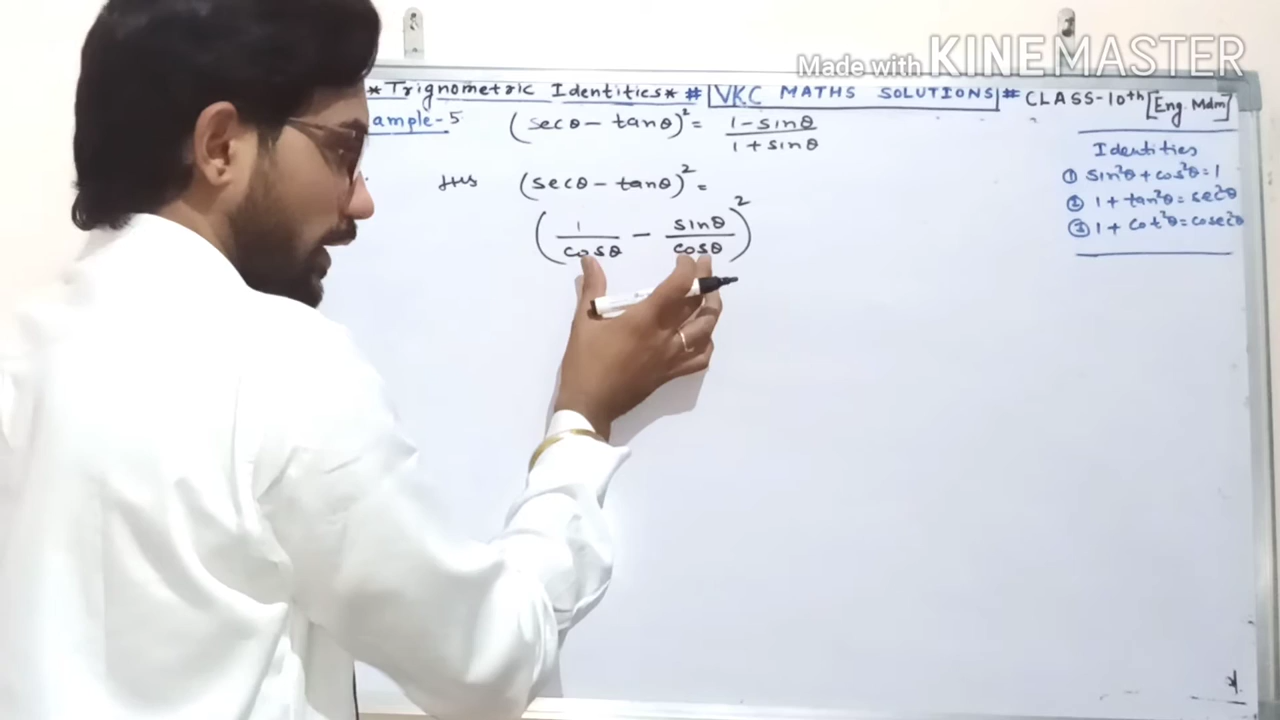 Made with KINEMASTER
*Trignometric Identities* # VKC MATHS SOLUTIONS # CLASS-10th [Eng. Mdm]
ample-5 (secθ - tanθ)² = 1-sinθ / 1+sinθ
LHS (secθ - tanθ)² =
(1/cosθ - sinθ/cosθ)²
Identities
① sin²θ + cos²θ = 1
② 1 + tan²θ = sec²θ
③ 1 + cot²θ = cosec²θ